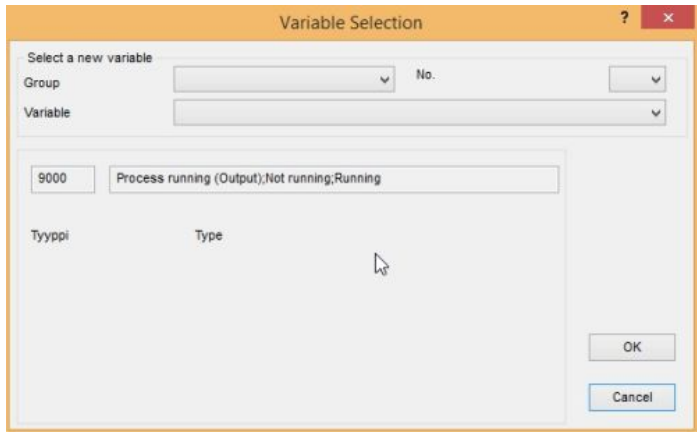 Variable Selection
?
Select a new variable
Group
No.
Variable
9000
Process running (Output);Not running;Running
Tyyppi
Type
OK
Cancel